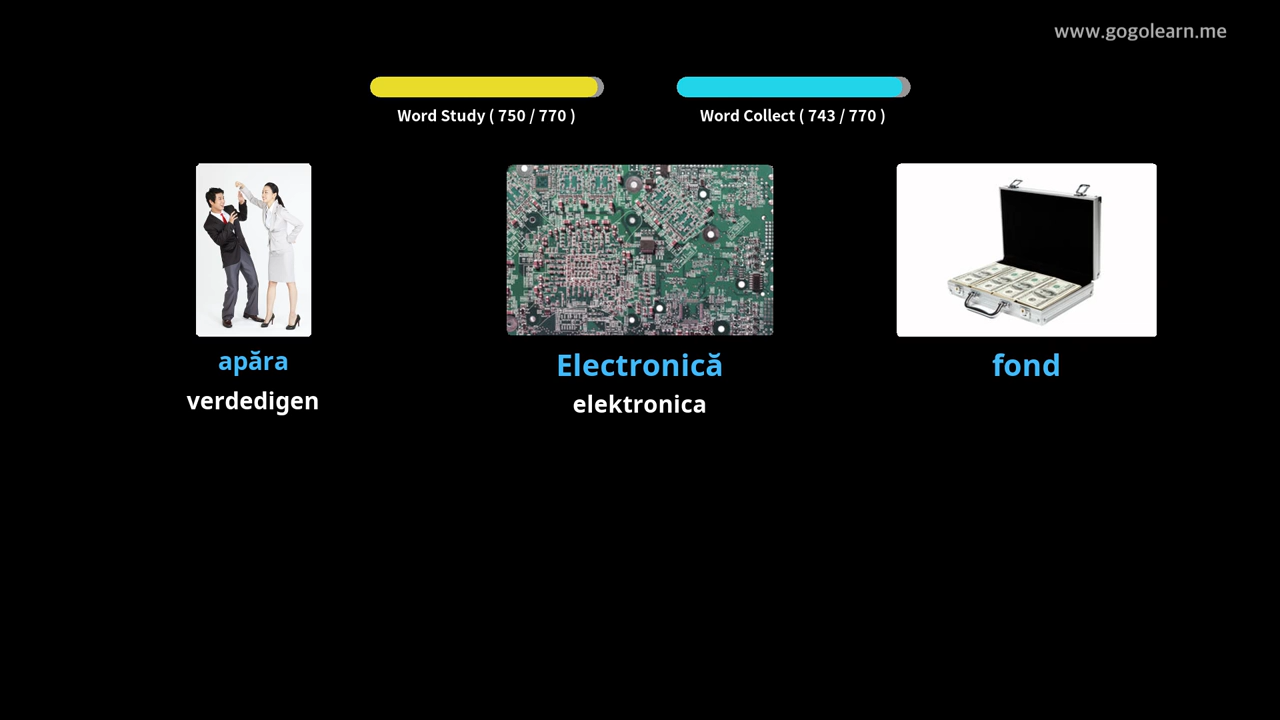 www.gogolearn.me
Word Study ( 750 / 770 )
Word Collect ( 743 / 770 )
apăra
Electronică
fond
verdedigen
elektronica